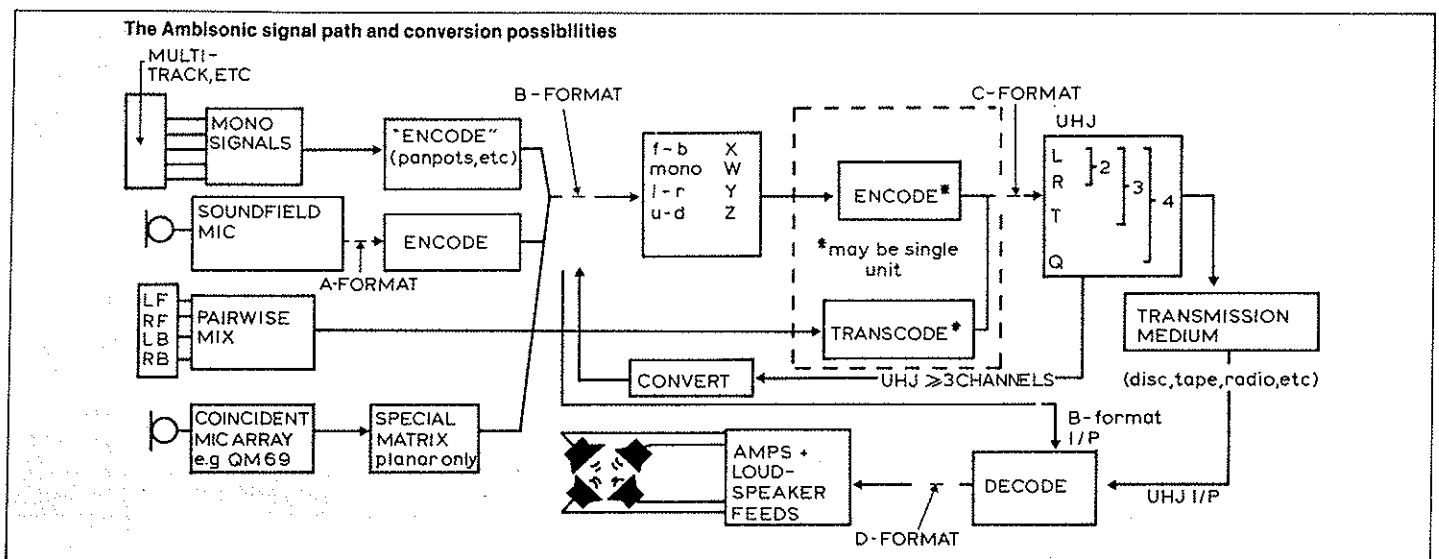 The Ambisonic signal path and conversion possibilities
MULTI-
TRACK,ETC
MONO
SIGNALS
"ENCODE"
(panpots,etc)
B-FORMAT
f-b X
mono W
l-r Y
u-d Z
ENCODE*
*may be single
unit
TRANSCODE*
C-FORMAT
UHJ
L
R
T
Q
2
3
4
SOUNDFIELD
MIC
A-FORMAT
ENCODE
LF
RF
LB
RB
PAIRWISE
MIX
CONVERT
UHJ ⩾3CHANNELS
TRANSMISSION
MEDIUM
(disc,tape,radio,etc)
COINCIDENT
MIC ARRAY
e.g QM69
SPECIAL
MATRIX
planar only
AMPS +
LOUD-
SPEAKER
FEEDS
D-FORMAT
DECODE
B-format
I/P
UHJ I/P